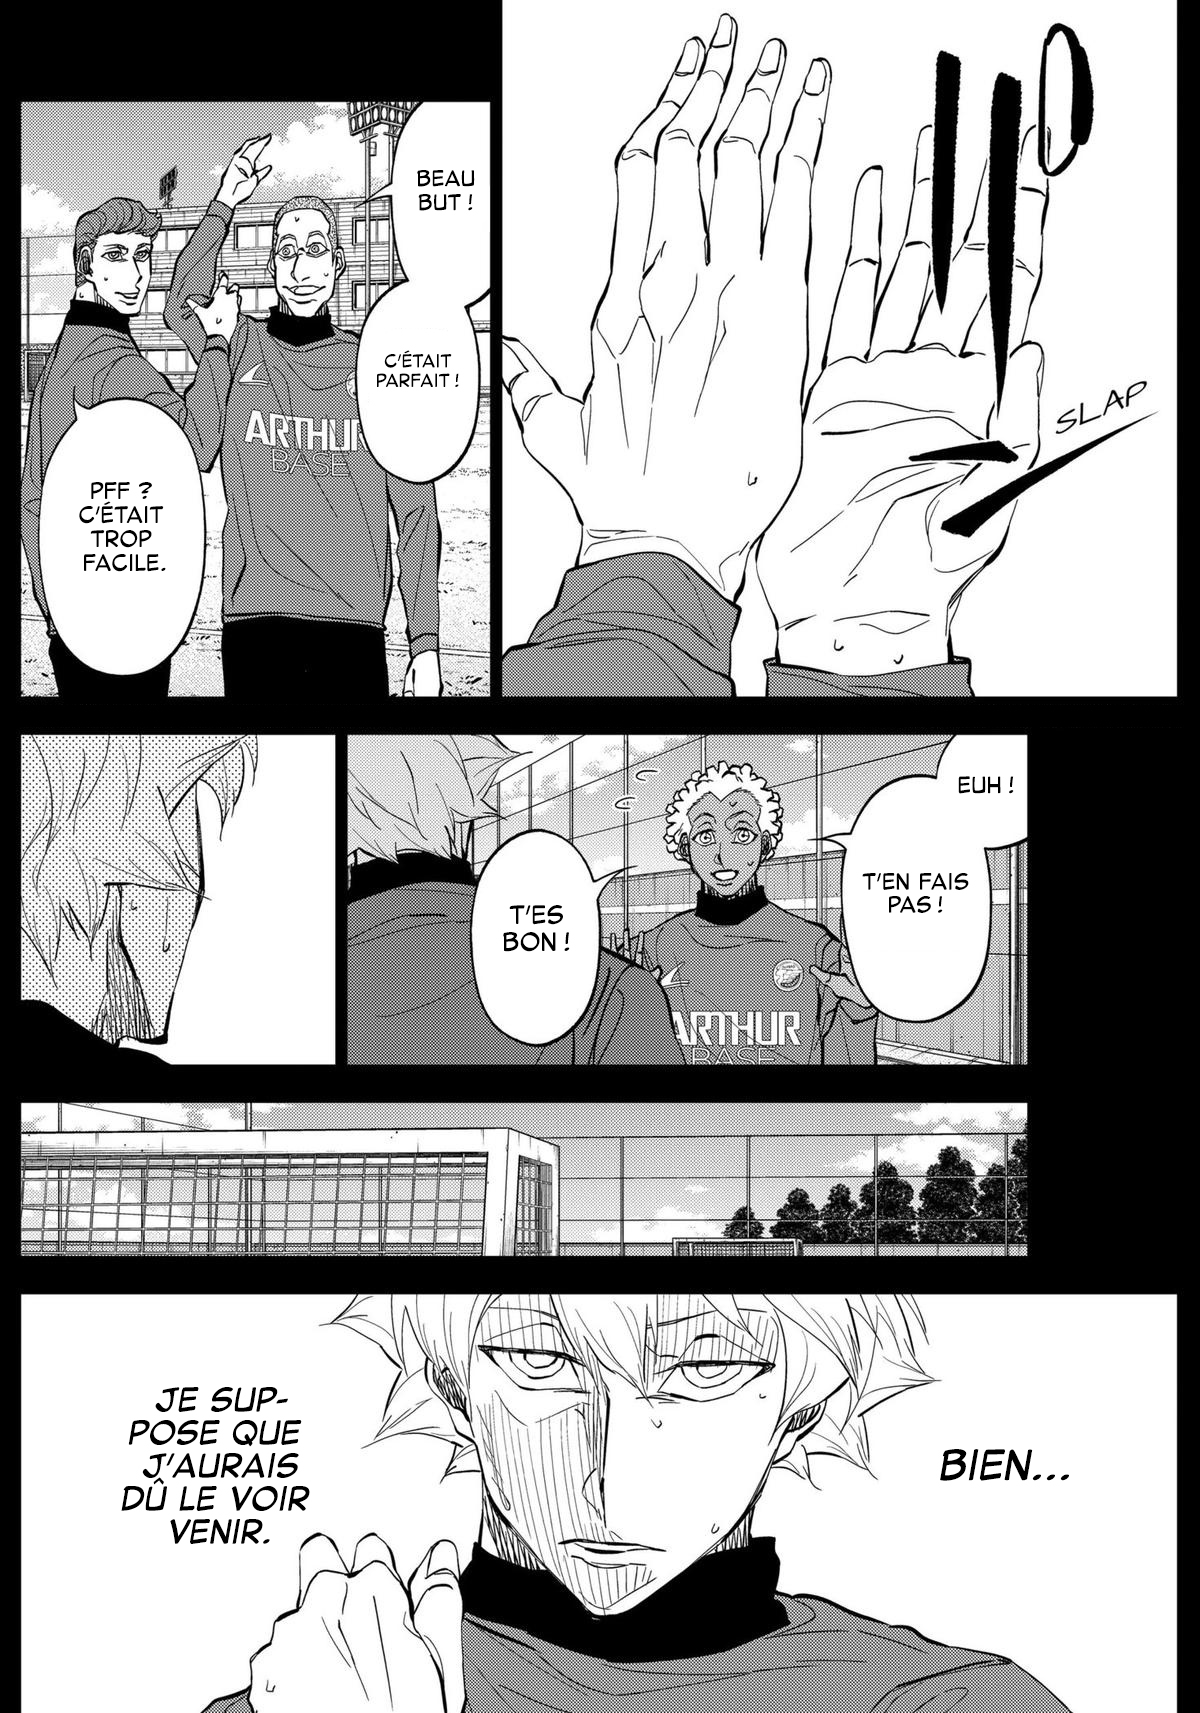 SLAP
BEAU
BUT !
C'ÉTAIT
PARFAIT !
ARTHUR
BASE
PFF ?
C'ÉTAIT
TROP
FACILE.
EUH !
T'EN FAIS
PAS !
T'ES
BON !
ARTHUR
BASE
BIEN...
JE SUP-
POSE QUE
J'AURAIS
DÛ LE VOIR
VENIR.